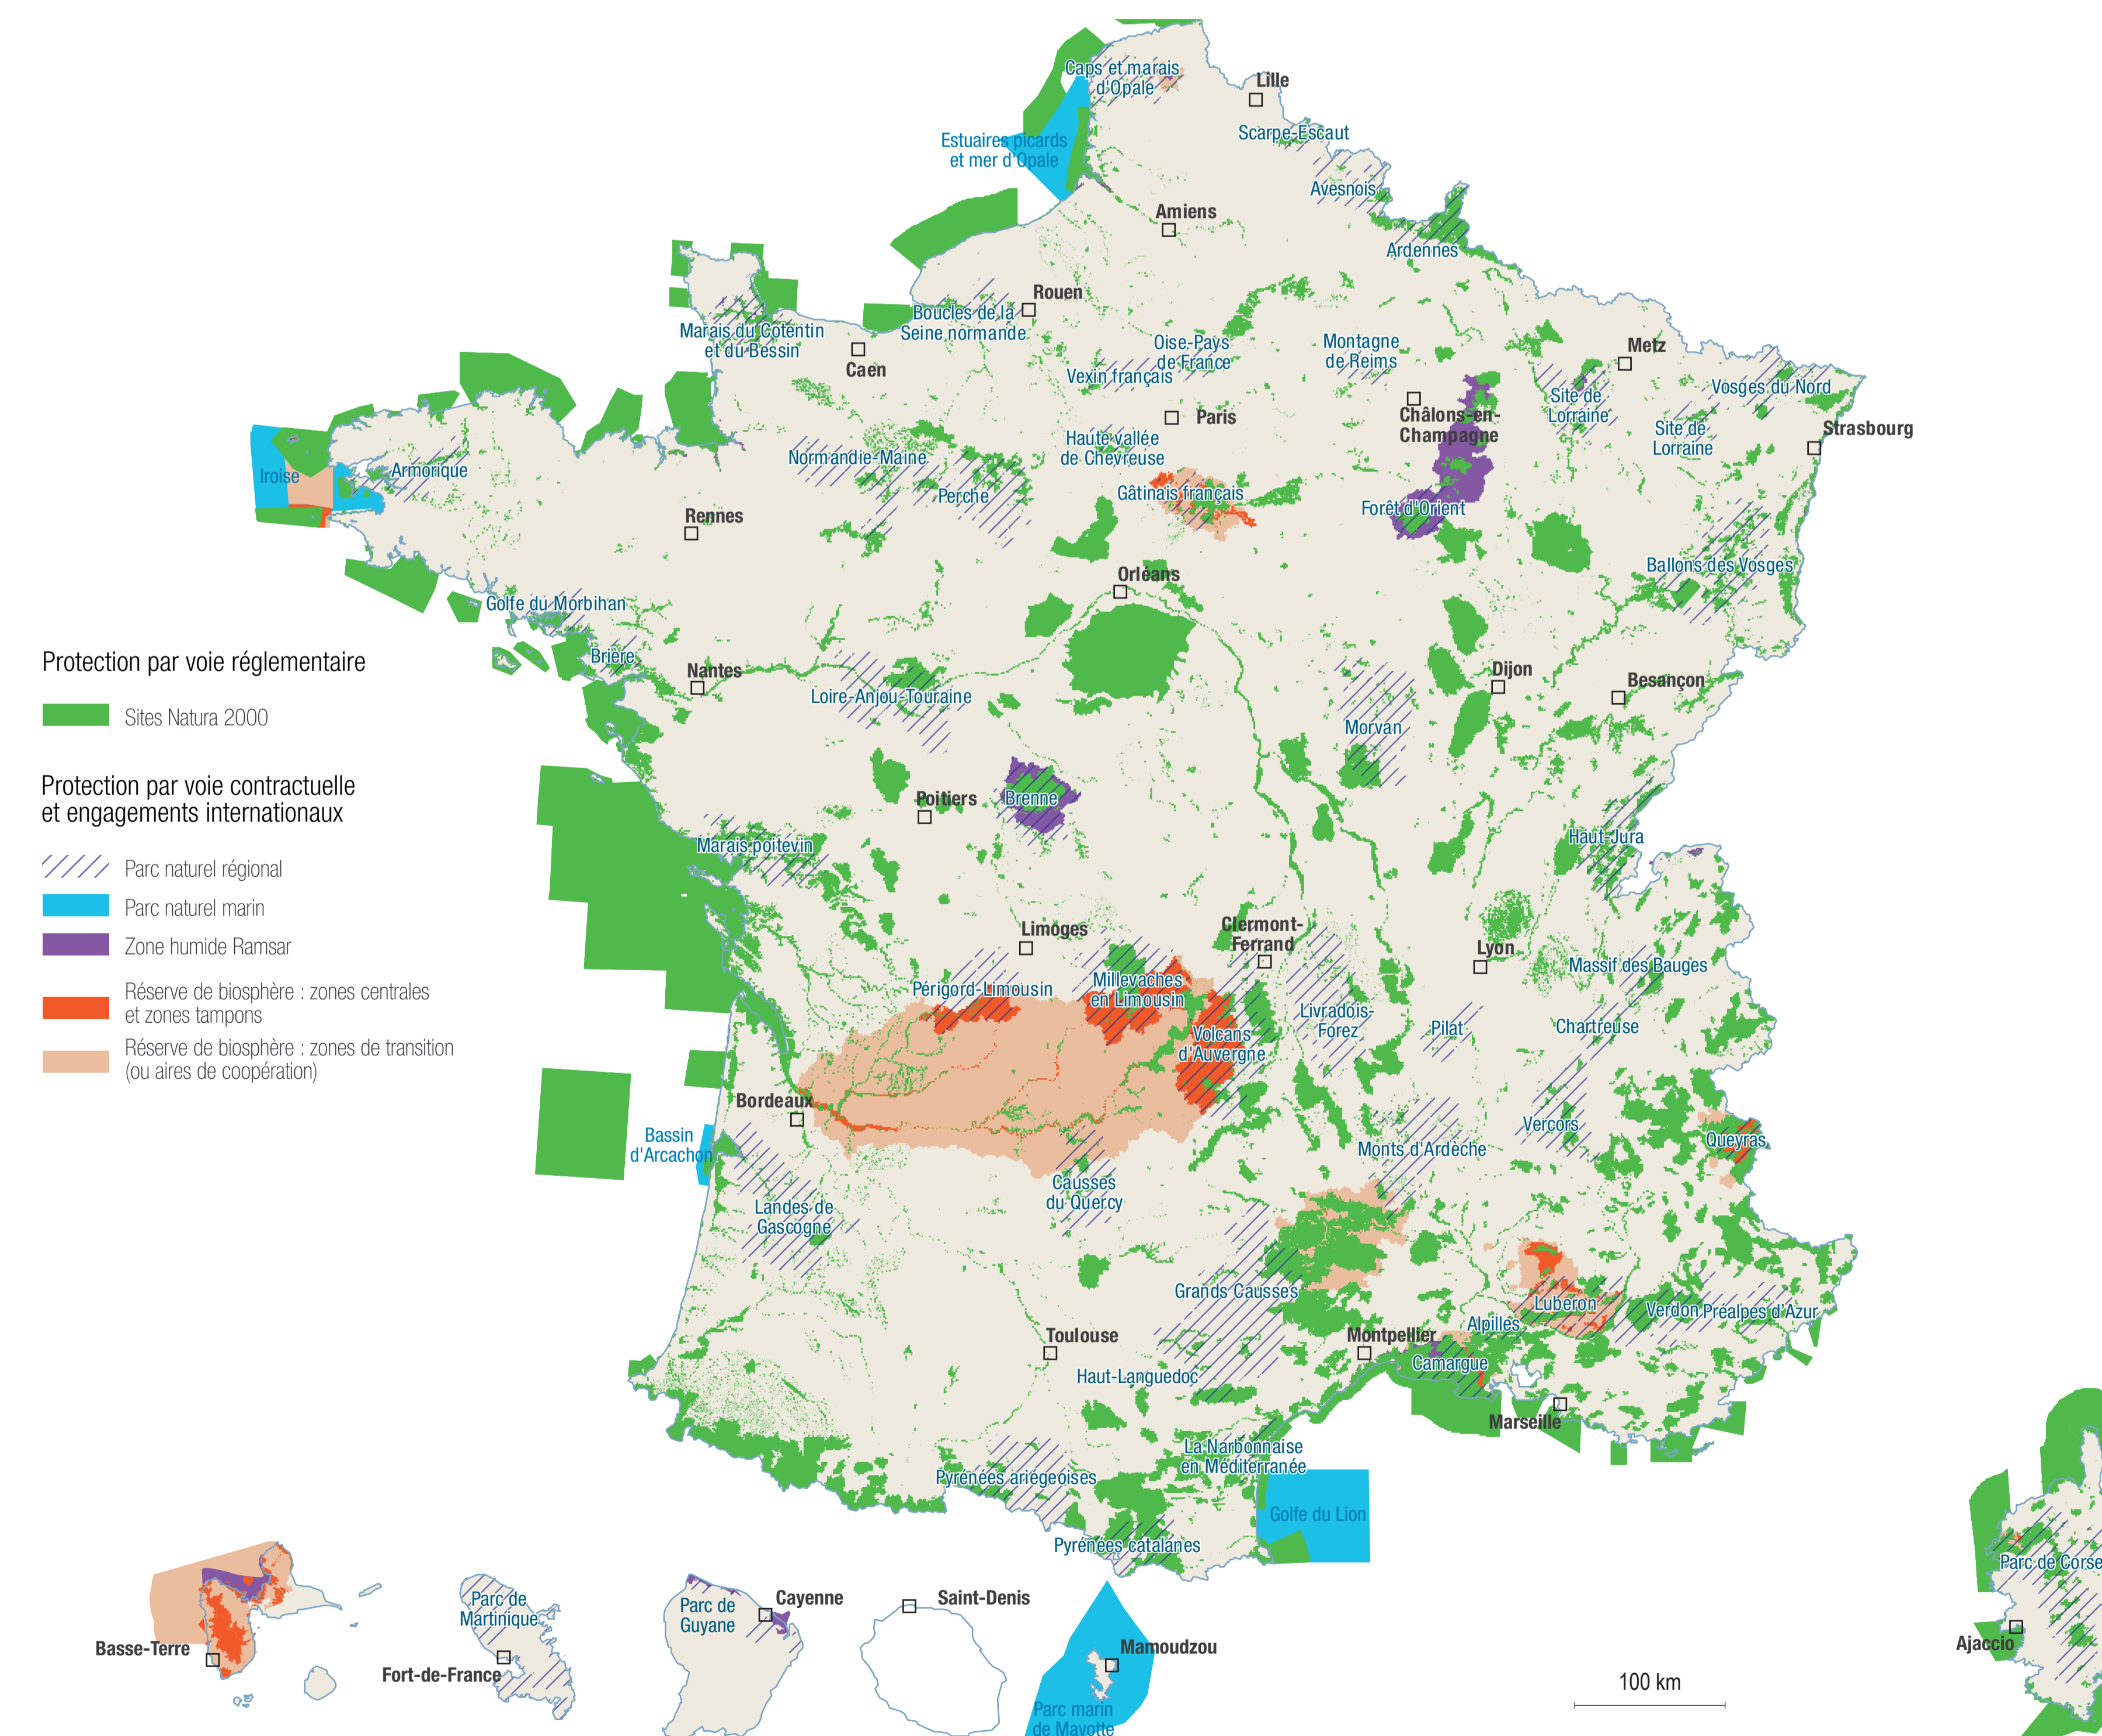 Caps et marais
d'Opale
Lille
Estuaires picards
et mer d'Opale
Scarpe-Escaut
Avesnois
Amiens
Ardennes
Rouen
Boucles de la
Seine normande
Marais du Cotentin
et du Bessin
Caen
Oise-Pays
de France
Vexin français
Montagne
de Reims
Metz
Site de
Lorraine
Vosges du Nord
Paris
Châlons-en-
Champagne
Site de
Lorraine
Strasbourg
Haute vallée
de Chevreuse
Normandie-Maine
Iroise
Armorique
Perche
Gâtinais français
Forêt d'Orient
Rennes
Ballons des Vosges
Orléans
Golfe du Morbihan
Brière
Nantes
Loire-Anjou-Touraine
Dijon
Besançon
Morvan
Protection par voie réglementaire
Sites Natura 2000
Protection par voie contractuelle
et engagements internationaux
Parc naturel régional
Parc naturel marin
Zone humide Ramsar
Réserve de biosphère : zones centrales
et zones tampons
Réserve de biosphère : zones de transition
(ou aires de coopération)
Poitiers
Brenne
Marais poitevin
Haut-Jura
Limoges
Clermont-
Ferrand
Lyon
Massif des Bauges
Périgord-Limousin
Millevaches
en Limousin
Livradois-
Forez
Pilat
Chartreuse
Volcans
d'Auvergne
Bordeaux
Bassin
d'Arcachon
Vercors
Queyras
Monts d'Ardèche
Causses
du Quercy
Landes de
Gascogne
Grands Causses
Luberon
Verdon
Préalpes d'Azur
Alpilles
Toulouse
Montpellier
Camargue
Haut-Languedoc
Marseille
La Narbonnaise
en Méditerranée
Pyrénées ariégeoises
Golfe du Lion
Pyrénées catalanes
Parc de Corse
Ajaccio
Basse-Terre
Parc de
Martinique
Fort-de-France
Parc de
Guyane
Cayenne
Saint-Denis
Mamoudzou
Parc marin
de Mayotte
100 km